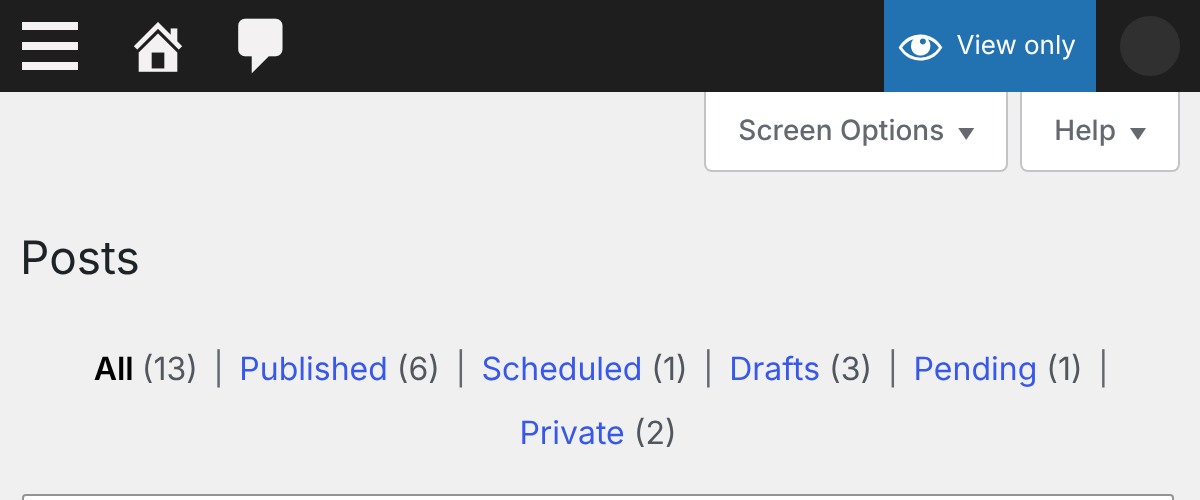 View only
Screen Options ▼ Help ▼
Posts
All (13) | Published (6) | Scheduled (1) | Drafts (3) | Pending (1) |
Private (2)